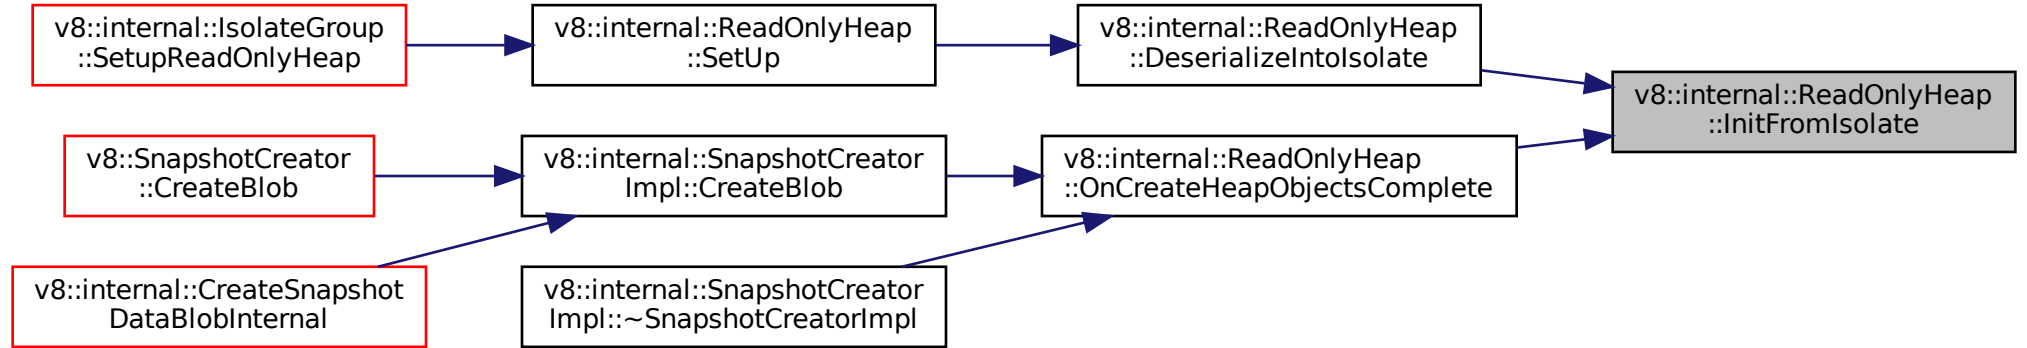 v8::internal::IsolateGroup
::SetupReadOnlyHeap
v8::internal::ReadOnlyHeap
::SetUp
v8::internal::ReadOnlyHeap
::DeserializeIntoIsolate
v8::internal::ReadOnlyHeap
::InitFromIsolate
v8::SnapshotCreator
::CreateBlob
v8::internal::SnapshotCreator
Impl::CreateBlob
v8::internal::ReadOnlyHeap
::OnCreateHeapObjectsComplete
v8::internal::CreateSnapshot
DataBlobInternal
v8::internal::SnapshotCreator
Impl::~SnapshotCreatorImpl